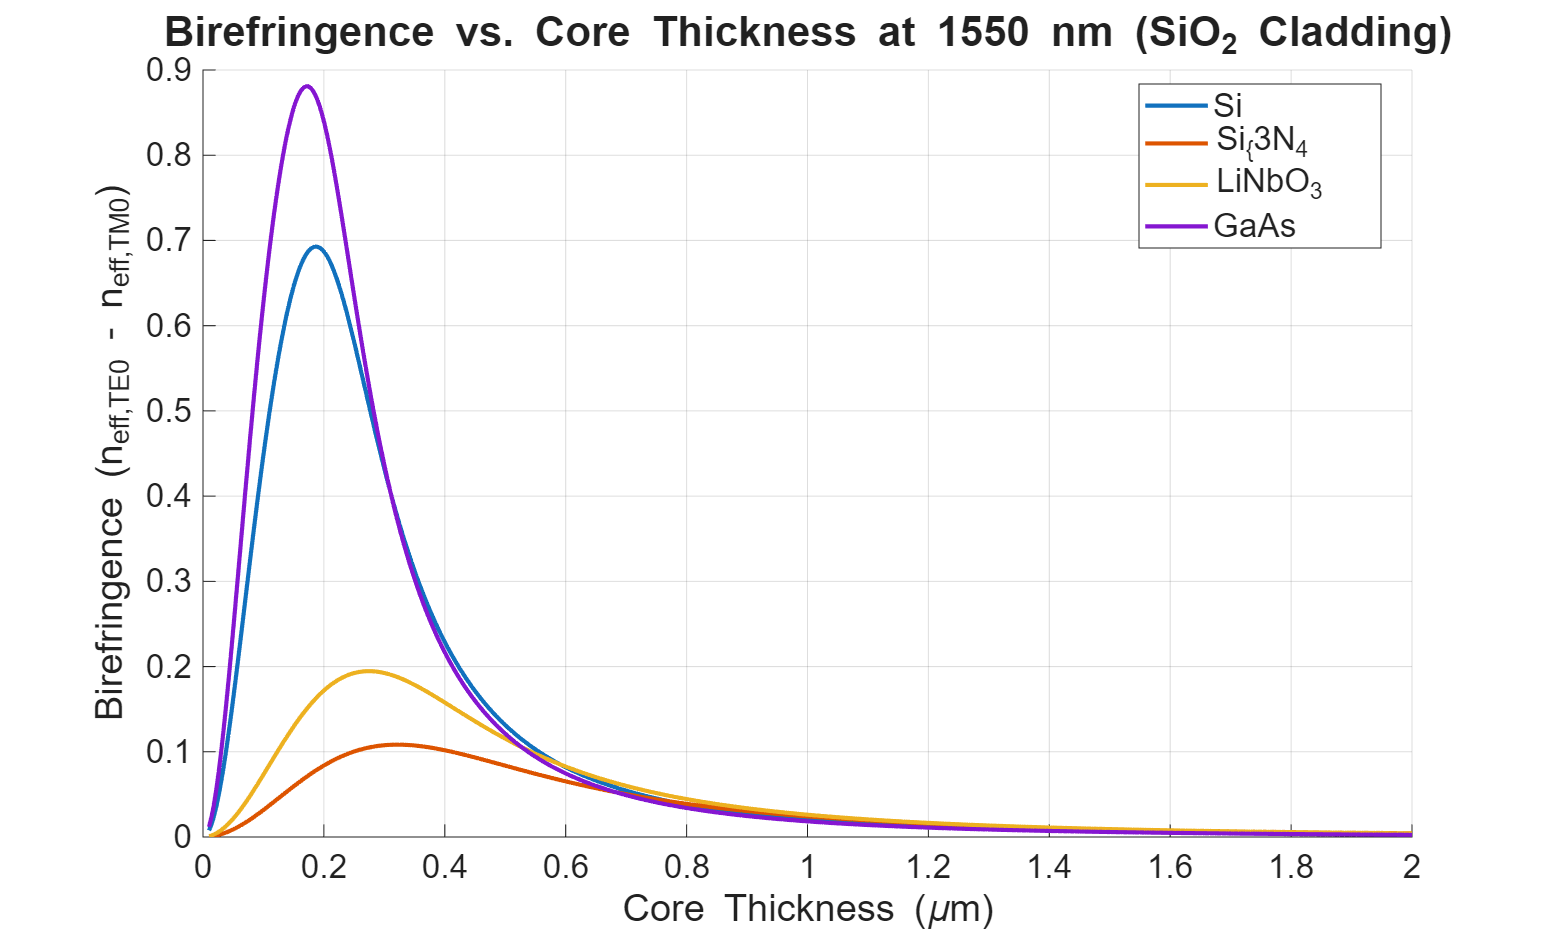 Birefringence vs. Core Thickness at 1550 nm (SiO₂ Cladding)
Si
Si{3N₄
LiNbO₃
GaAs
Birefringence (neff,TE0 - neff,TM0)
0.9
0.8
0.7
0.6
0.5
0.4
0.3
0.2
0.1
0
0 0.2 0.4 0.6 0.8 1 1.2 1.4 1.6 1.8 2
Core Thickness (μm)